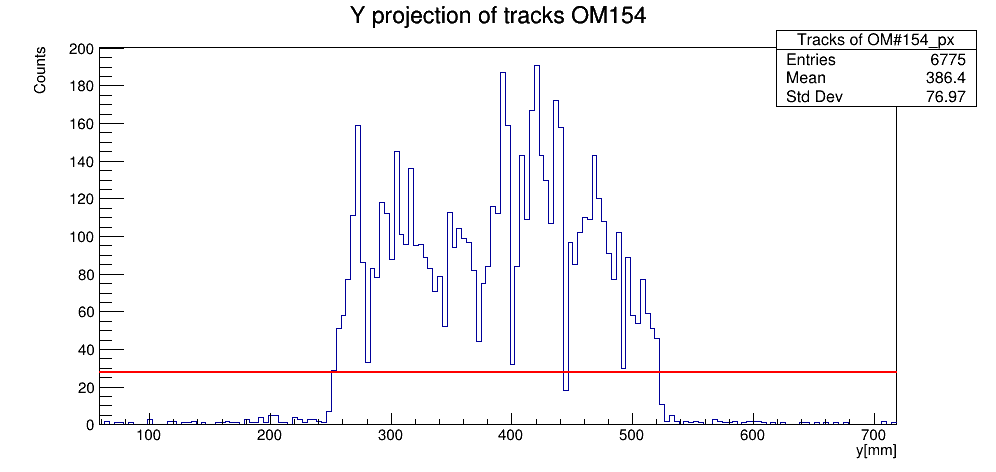 Y projection of tracks OM154
Tracks of OM#154_px
Entries 6775
Mean 386.4
Std Dev 76.97
Counts
200
180
160
140
120
100
80
60
40
20
0
100 200 300 400 500 600 700
y[mm]